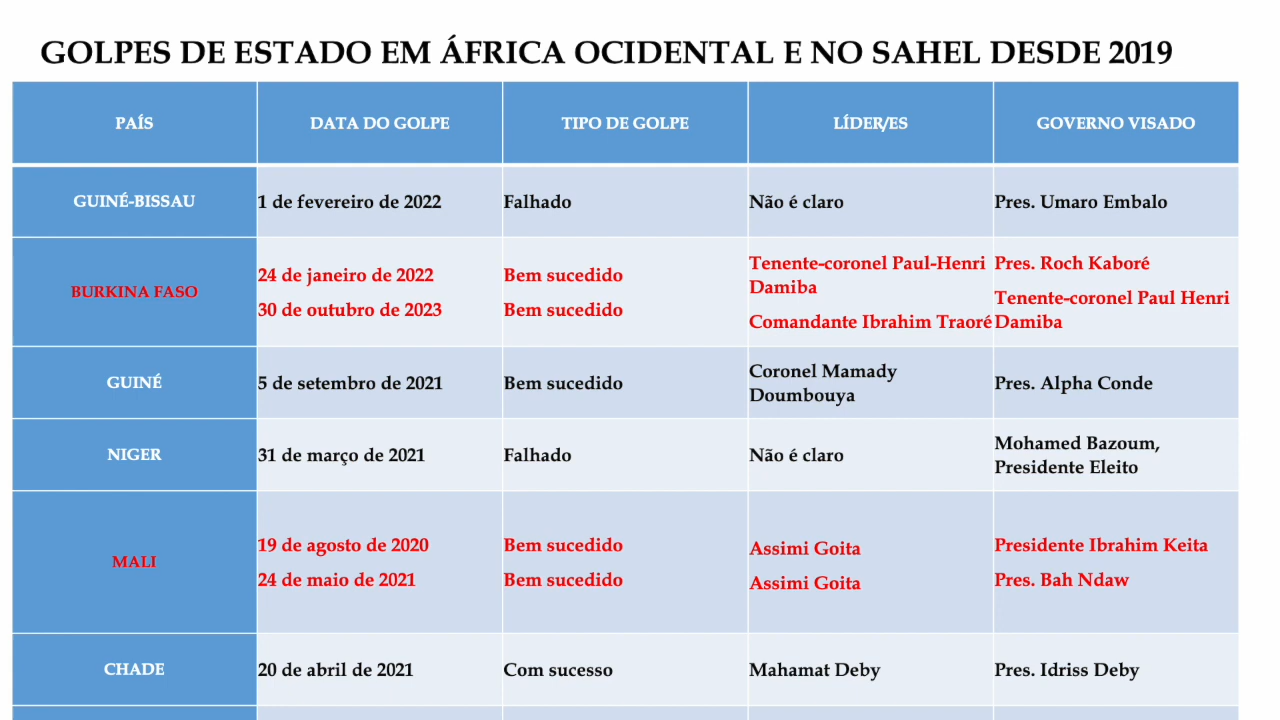 GOLPES DE ESTADO EM ÁFRICA OCIDENTAL E NO SAHEL DESDE 2019
PAÍS DATA DO GOLPE TIPO DE GOLPE LÍDER/ES GOVERNO VISADO
GUINÉ-BISSAU 1 de fevereiro de 2022 Falhado Não é claro Pres. Umaro Embalo
BURKINA FASO
24 de janeiro de 2022
30 de outubro de 2023
Bem sucedido
Bem sucedido
Tenente-coronel Paul-Henri
Damiba
Comandante Ibrahim Traoré
Pres. Roch Kaboré
Tenente-coronel Paul Henri
Damiba
GUINÉ
5 de setembro de 2021
Bem sucedido
Coronel Mamady
Doumbouya
Pres. Alpha Conde
NIGER
31 de março de 2021
Falhado
Não é claro
Mohamed Bazoum,
Presidente Eleito
MALI
19 de agosto de 2020
24 de maio de 2021
Bem sucedido
Bem sucedido
Assimi Goita
Assimi Goita
Presidente Ibrahim Keita
Pres. Bah Ndaw
CHADE 20 de abril de 2021 Com sucesso Mahamat Deby Pres. Idriss Deby